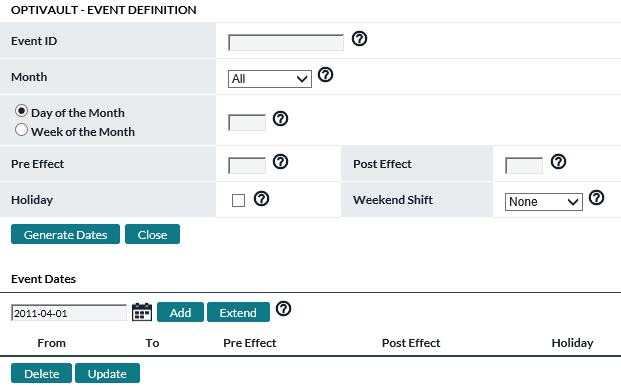 OPTIVAULT - EVENT DEFINITION
Event ID ?
Month All ?
Day of the Month
Week of the Month ?
Pre Effect ? Post Effect ?
Holiday ? Weekend Shift None ?
Generate Dates Close
Event Dates
2011-04-01 Add Extend ?
From To Pre Effect Post Effect Holiday
Delete Update